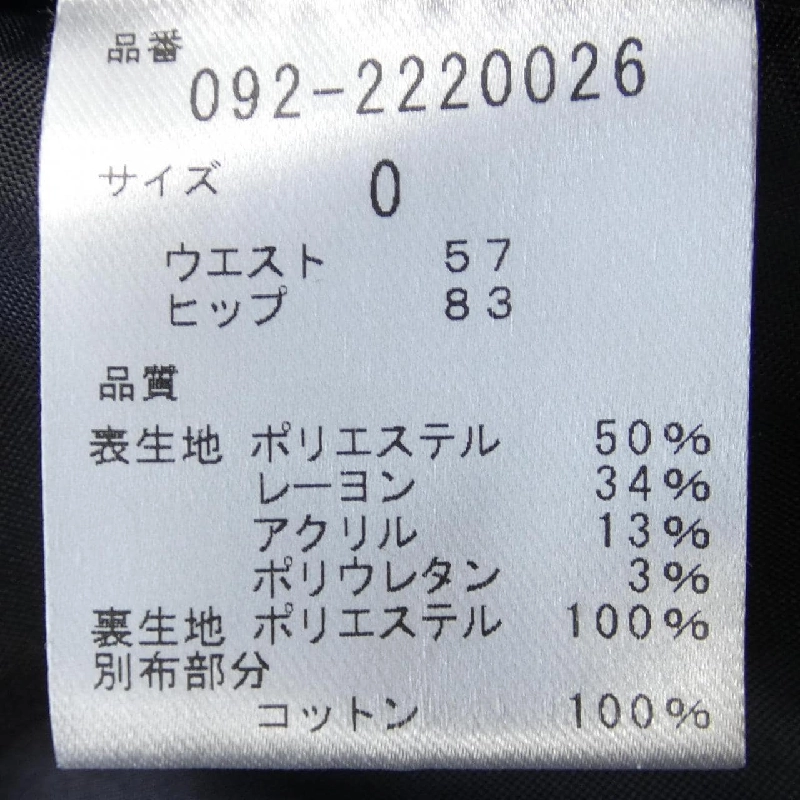 品番 092-2220026
サイズ 0
ウエスト 57
ヒップ 83
品質
表生地 ポリエステル 50%
レーヨン 34%
アクリル 13%
ポリウレタン 3%
裏生地 ポリエステル 100%
別布部分
コットン 100%